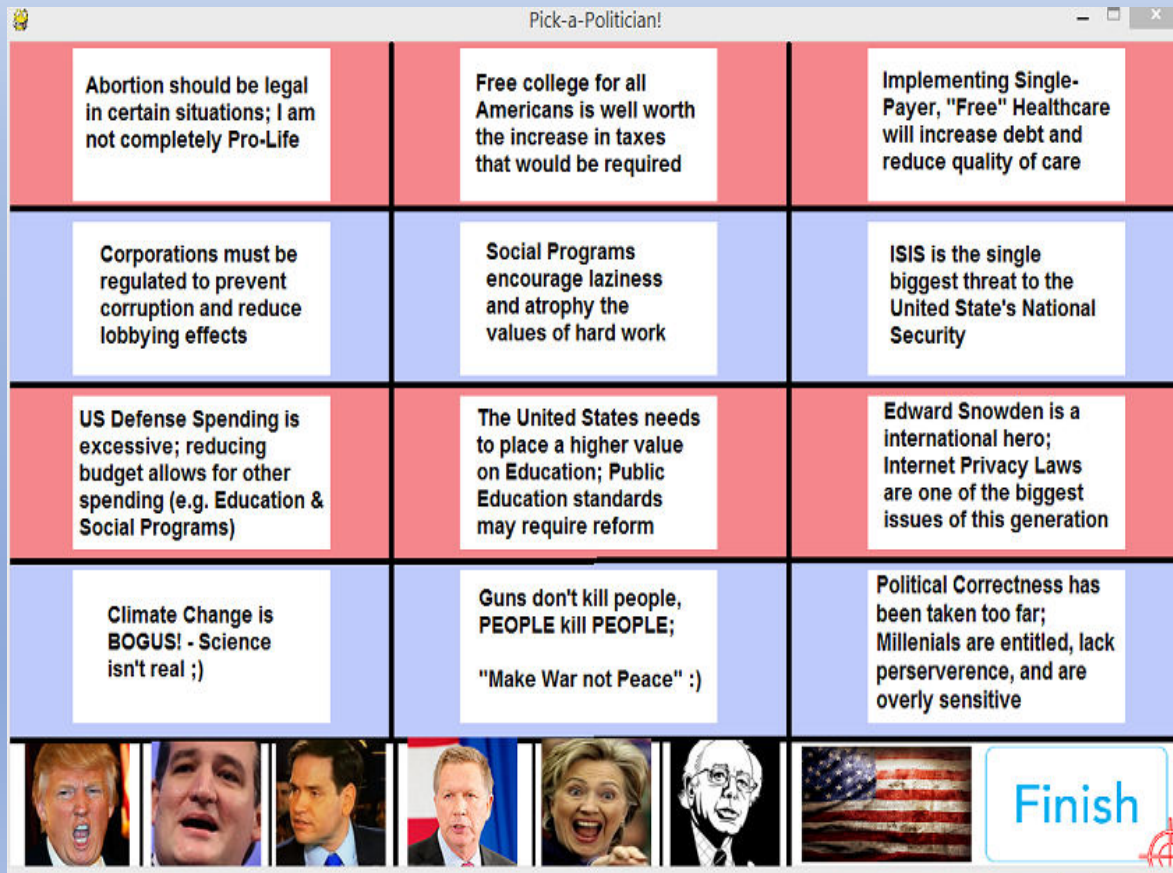 Pick-a-Politician!
Abortion should be legal
in certain situations; I am
not completely Pro-Life
Free college for all
Americans is well worth
the increase in taxes
that would be required
Implementing Single-
Payer, "Free" Healthcare
will increase debt and
reduce quality of care
Corporations must be
regulated to prevent
corruption and reduce
lobbying effects
Social Programs
encourage laziness
and atrophy the
values of hard work
ISIS is the single
biggest threat to the
United State's National
Security
US Defense Spending is
excessive; reducing
budget allows for other
spending (e.g. Education &
Social Programs)
The United States needs
to place a higher value
on Education; Public
Education standards
may require reform
Edward Snowden is a
international hero;
Internet Privacy Laws
are one of the biggest
issues of this generation
Climate Change is
BOGUS! - Science
isn't real ;)
Guns don't kill people,
PEOPLE kill PEOPLE;
"Make War not Peace" :)
Political Correctness has
been taken too far;
Millenials are entitled, lack
perserverence, and are
overly sensitive
Finish